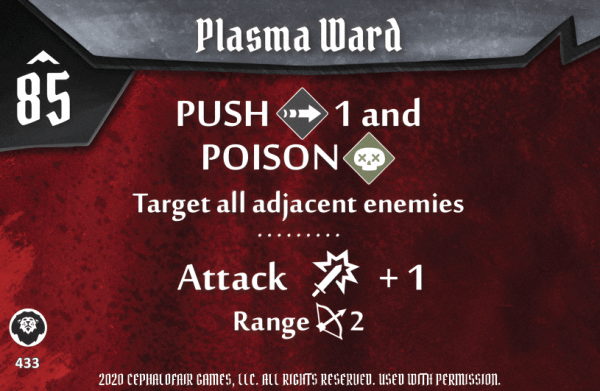 Plasma Ward
85
PUSH 1 and
POISON
Target all adjacent enemies
Attack + 1
Range 2
433
2020 CEPHALOFAIR GAMES, LLC. ALL RIGHTS RESERVED. USED WITH PERMISSION.